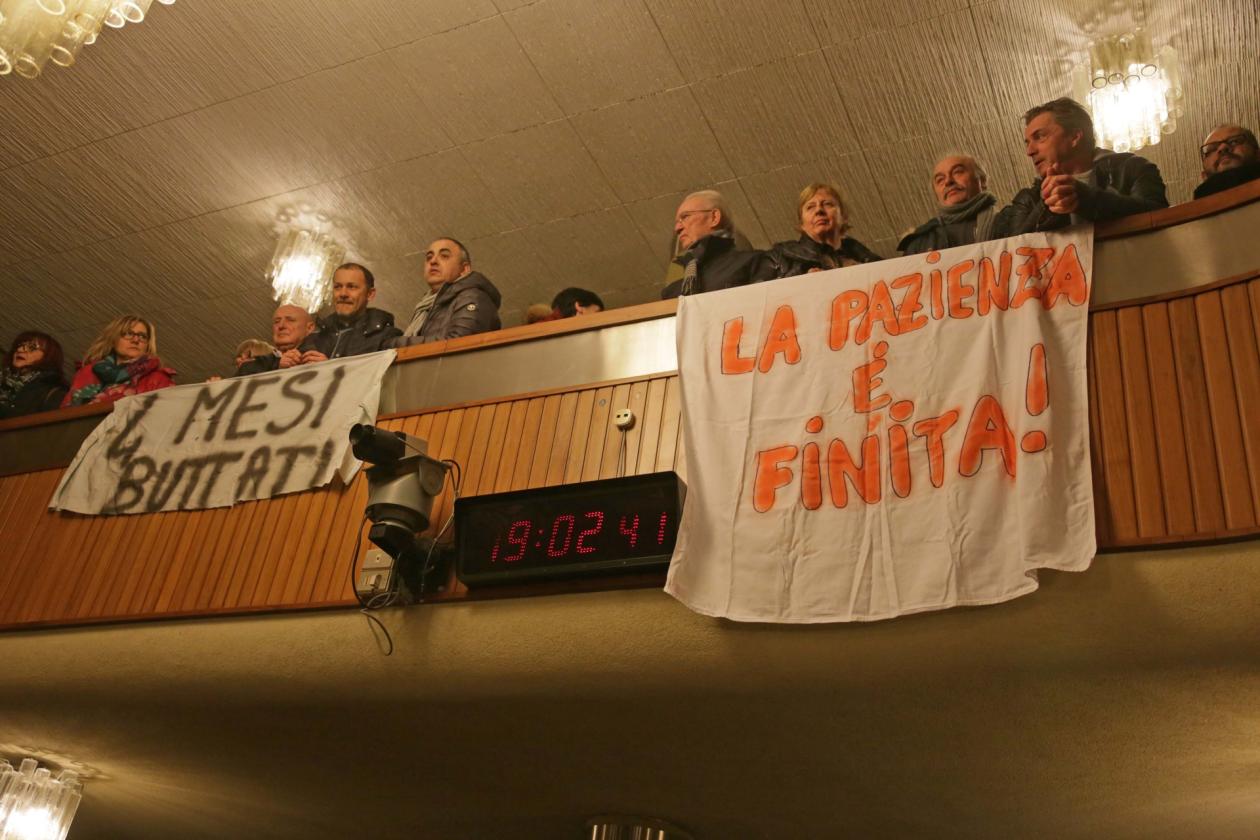 4 MESI
BUTTATI
19:02 41
LA PAZIENZA
É
FINITA!